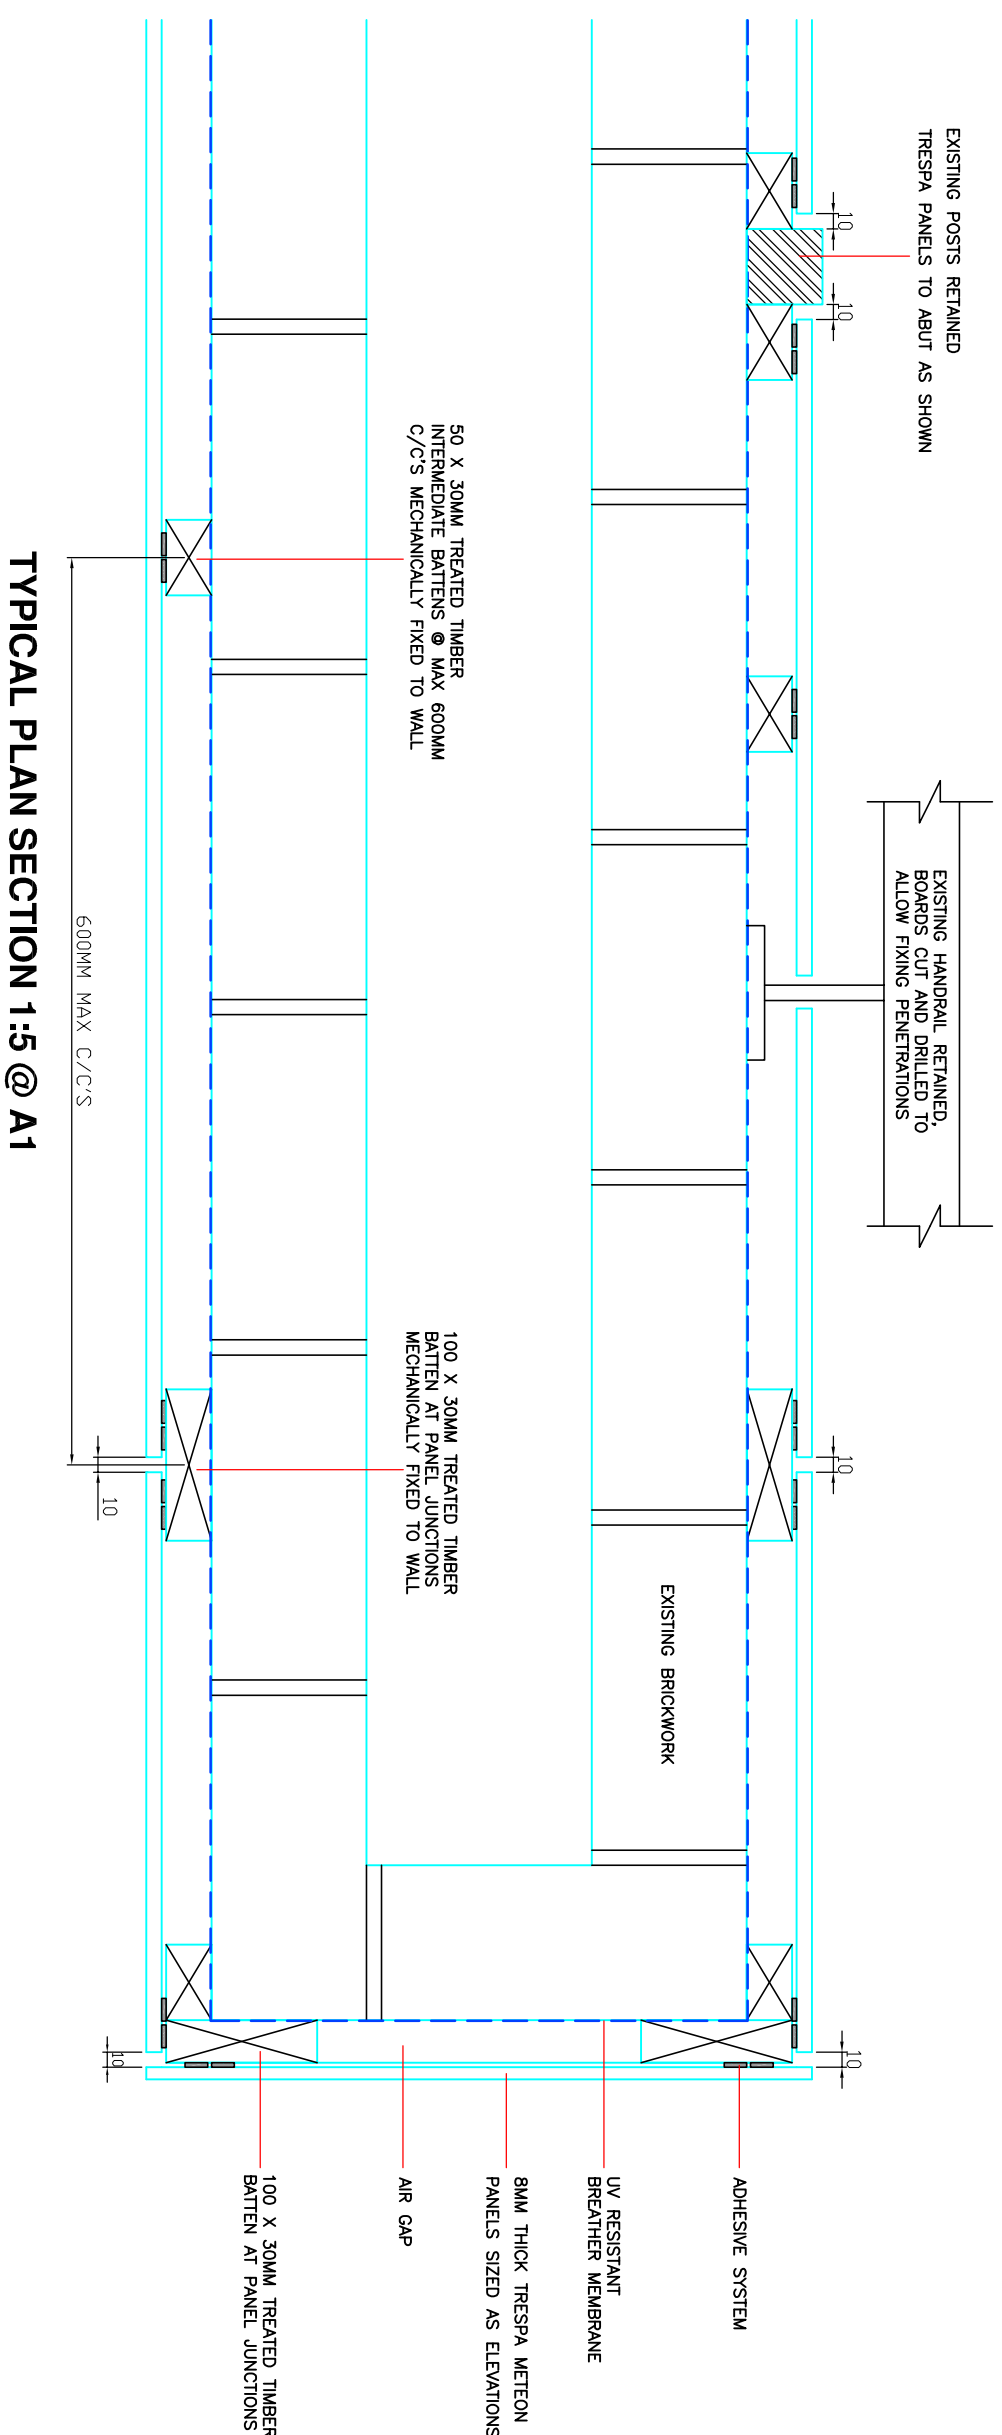 EXISTING POSTS RETAINED
TRESPA PANELS TO ABUT AS SHOWN
10
10
EXISTING HANDRAIL RETAINED,
BOARDS CUT AND DRILLED TO
ALLOW FIXING PENETRATIONS
10
10
EXISTING BRICKWORK
50 X 30MM TREATED TIMBER
INTERMEDIATE BATTENS @ MAX 600MM
C/C'S MECHANICALLY FIXED TO WALL
100 X 30MM TREATED TIMBER
BATTEN AT PANEL JUNCTIONS
MECHANICALLY FIXED TO WALL
ADHESIVE SYSTEM
UV RESISTANT
BREATHER MEMBRANE
8MM THICK TRESPA METEON
PANELS SIZED AS ELEVATIONS
AIR GAP
100 X 30MM TREATED TIMBER
BATTEN AT PANEL JUNCTIONS
10
10
600MM MAX C/C'S
TYPICAL PLAN SECTION 1:5 @ A1